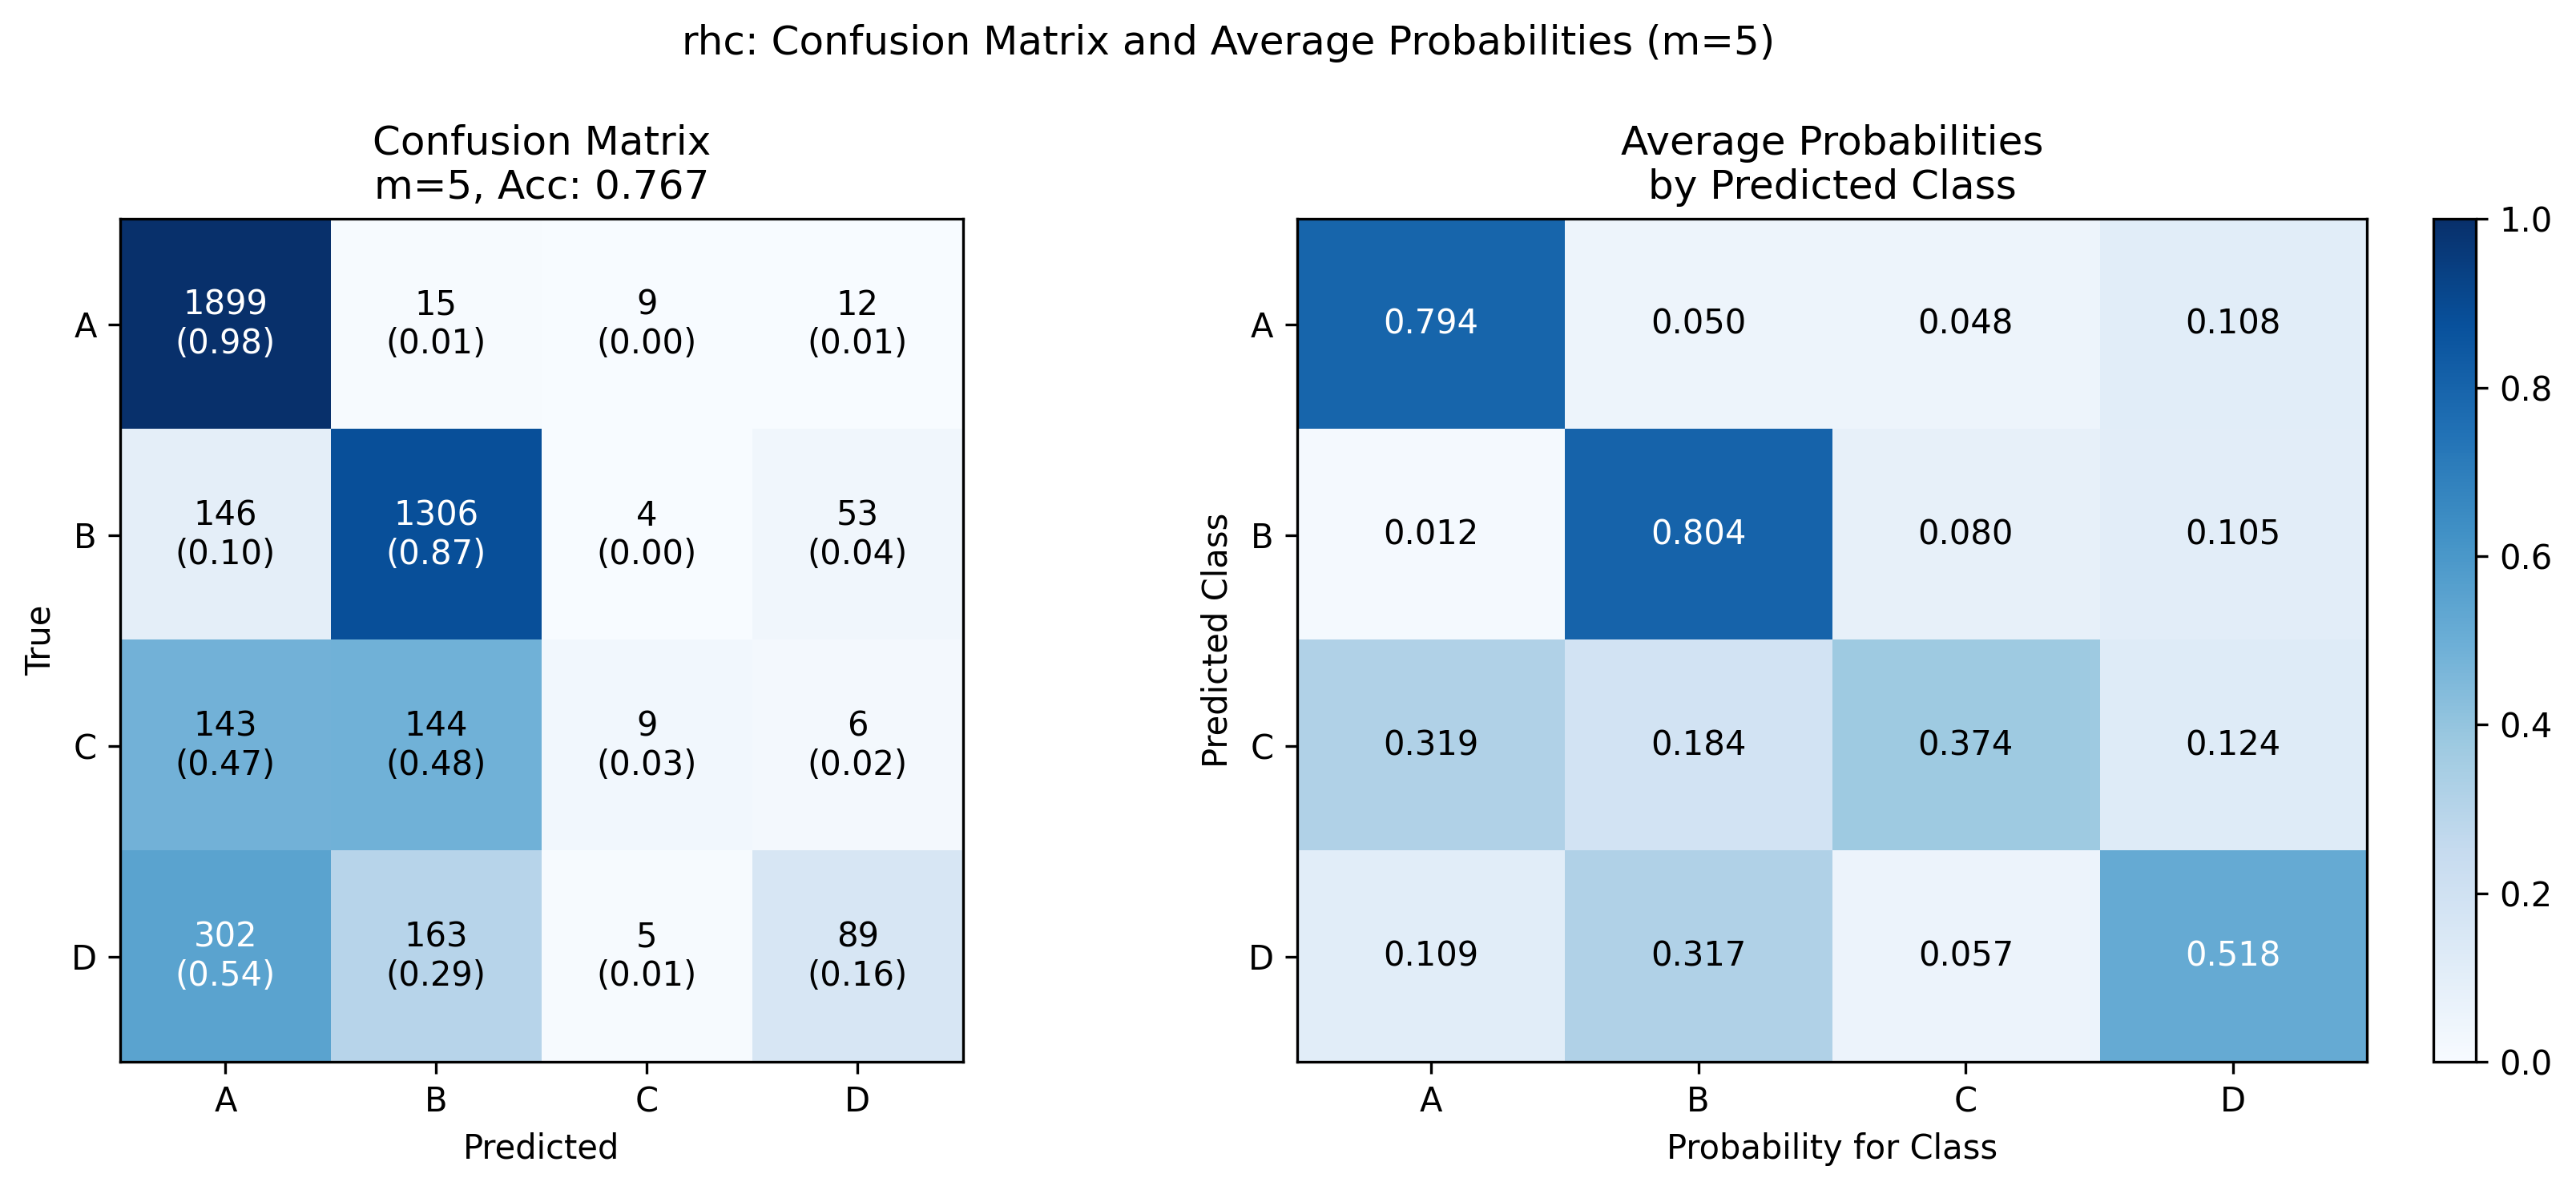 rhc: Confusion Matrix and Average Probabilities (m=5)
Confusion Matrix
m=5, Acc: 0.767
A
1899
(0.98)
15
(0.01)
9
(0.00)
12
(0.01)
B
146
(0.10)
1306
(0.87)
4
(0.00)
53
(0.04)
C
143
(0.47)
144
(0.48)
9
(0.03)
6
(0.02)
D
302
(0.54)
163
(0.29)
5
(0.01)
89
(0.16)
True
A B C D
Predicted
Average Probabilities
by Predicted Class
A 0.794 0.050 0.048 0.108
B 0.012 0.804 0.080 0.105
C 0.319 0.184 0.374 0.124
D 0.109 0.317 0.057 0.518
Predicted Class
A B C D
Probability for Class
1.0
0.8
0.6
0.4
0.2
0.0